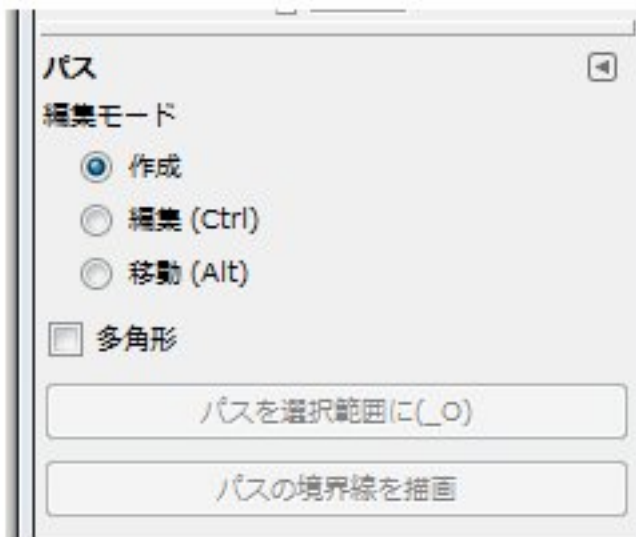 パス
編集モード
作成
編集 (Ctrl)
移動 (Alt)
多角形
パスを選択範囲に(_O)
パスの境界線を描画